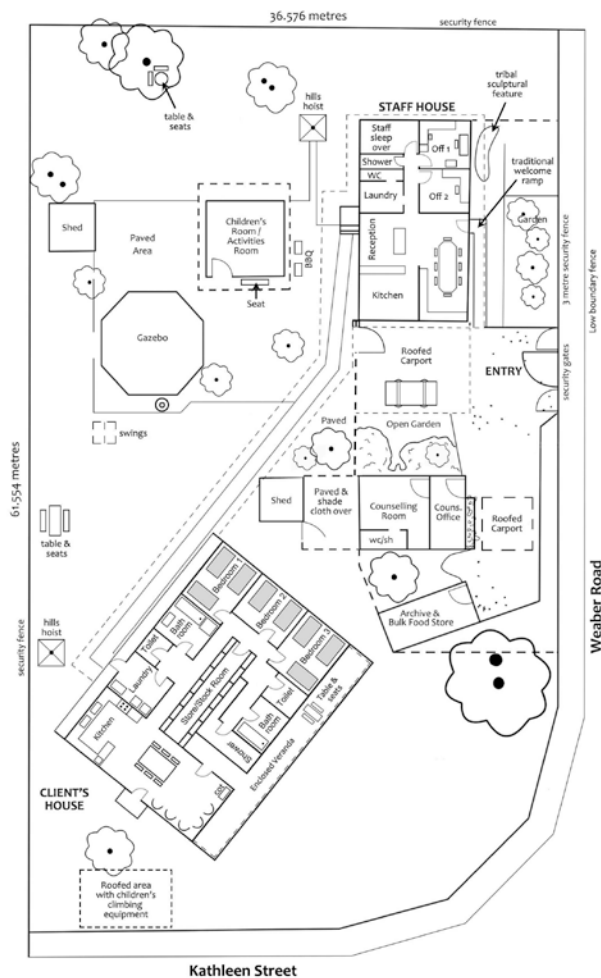 36.576 metres
security fence
table &
seats
hills
hoist
STAFF HOUSE
tribal
sculptural
feature
traditional
welcome
ramp
Staff
sleep
over
Off 1
Shower
WC
Laundry
Off 2
Garden
3 metre security fence
Low boundary fence
Shed
Paved
Area
Children's
Room /
Activities
Room
BBQ
Seat
Reception
Kitchen
Gazebo
Roofed
Carport
ENTRY
security gates
swings
Paved
Open Garden
61.554 metres
table &
seats
Shed
Paved &
shade
cloth over
Counselling
Room
wc/sh
Couns.
Office
Roofed
Carport
Archive &
Bulk Food Store
Weaber Road
hills
hoist
security fence
Bedroom 1
Bedroom 2
Bedroom 3
Bath
room
Toilet
Laundry
Kitchen
Store/Stock Room
Toilet
Bath
room
Shower
Table &
seats
Enclosed Veranda
cot
CLIENT'S
HOUSE
Roofed area
with children's
climbing
equipment
Kathleen Street